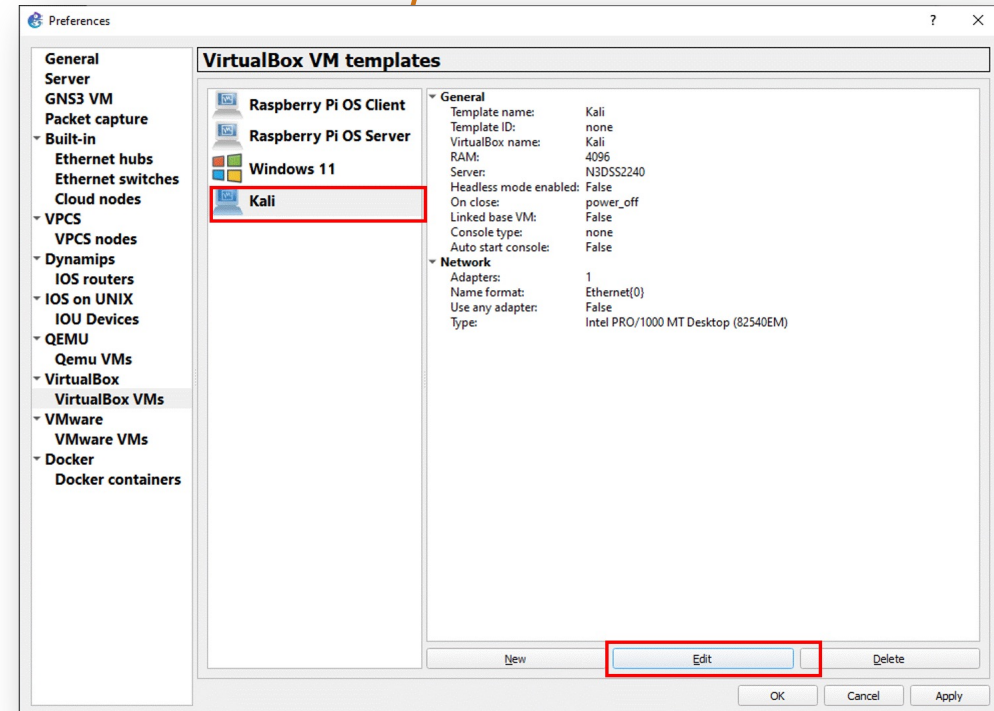 Preferences
? ×
General
Server
GNS3 VM
Packet capture
Built-in
Ethernet hubs
Ethernet switches
Cloud nodes
VPCS
VPCS nodes
Dynamips
IOS routers
IOS on UNIX
IOU Devices
QEMU
Qemu VMs
VirtualBox
VirtualBox VMs
VMware
VMware VMs
Docker
Docker containers
VirtualBox VM templates
Raspberry Pi OS Client
Raspberry Pi OS Server
Windows 11
Kali
General
Template name: Kali
Template ID: none
VirtualBox name: Kali
RAM: 4096
Server: N3DSS2240
Headless mode enabled: False
On close: power_off
Linked base VM: False
Console type: none
Auto start console: False
Network
Adapters: 1
Name format: Ethernet{0}
Use any adapter: False
Type: Intel PRO/1000 MT Desktop (82540EM)
New Edit Delete
OK Cancel Apply